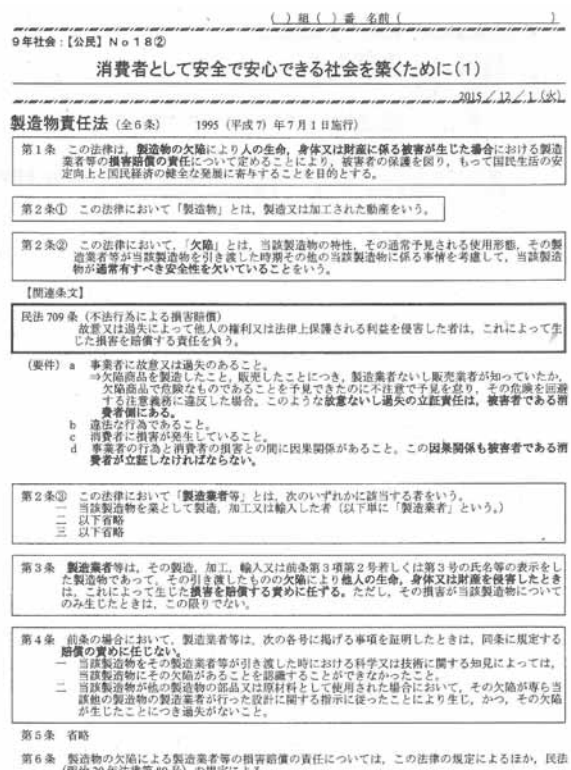 (　) 組 (　) 番 名前 (　　　　　　)
9年社会:【公民】No18②
消費者として安全で安心できる社会を築くために(1)
2015/12/1(火)
製造物責任法 (全6条)　1995 (平成7) 年7月1日施行)
第1条　この法律は,製造物の欠陥により人の生命,身体又は財産に係る被害が生じた場合における製造
業者等の損害賠償の責任について定めることにより,被害者の保護を図り,もって国民生活の安
定向上と国民経済の健全な発展に寄与することを目的とする。
第2条①　この法律において「製造物」とは,製造又は加工された動産をいう。
第2条②　この法律において,「欠陥」とは,当該製造物の特性,その通常予見される使用形態,その製
造業者等が当該製造物を引き渡した時期その他の当該製造物に係る事情を考慮して,当該製造
物が通常有すべき安全性を欠いていることをいう。
【関連条文】
民法709条 (不法行為による損害賠償)
故意又は過失によって他人の権利又は法律上保護される利益を侵害した者は,これによって生
じた損害を賠償する責任を負う。
(要件) a　事業者に故意又は過失のあること。
⇒欠陥商品を製造したこと,販売したことにつき,製造業者ないし販売業者が知っていたか,
欠陥商品で危険なものであることを予見できたのに不注意で予見を怠り,その危険を回避
する注意義務に違反した場合。このような故意ないし過失の立証責任は,被害者である消
費者側にある。
b　違法な行為であること。
c　消費者に損害が発生していること。
d　事業者の行為と消費者の損害との間に因果関係があること。この因果関係も被害者である消
費者が立証しなければならない。
第2条③　この法律において「製造業者等」とは,次のいずれかに該当する者をいう。
一　当該製造物を業として製造,加工又は輸入した者 (以下単に「製造業者」という。)
二　以下省略
三　以下省略
第3条　製造業者等は,その製造,加工,輸入又は前条第3項第2号若しくは第3号の氏名等の表示をし
た製造物であって,その引き渡したものの欠陥により他人の生命,身体又は財産を侵害したとき
は,これによって生じた損害を賠償する責めに任ずる。ただし,その損害が当該製造物について
のみ生じたときは,この限りでない。
第4条　前条の場合において,製造業者等は,次の各号に掲げる事項を証明したときは,同条に規定する
賠償の責めに任じない。
一　当該製造物をその製造業者等が引き渡した時における科学又は技術に関する知見によっては,
当該製造物にその欠陥があることを認識することができなかったこと。
二　当該製造物が他の製造物の部品又は原材料として使用された場合において,その欠陥が専ら当
該他の製造物の製造業者が行った設計に関する指示に従ったことにより生じ,かつ,その欠陥
が生じたことにつき過失がないこと。
第5条　省略
第6条　製造物の欠陥による製造業者等の損害賠償の責任については,この法律の規定によるほか,民法